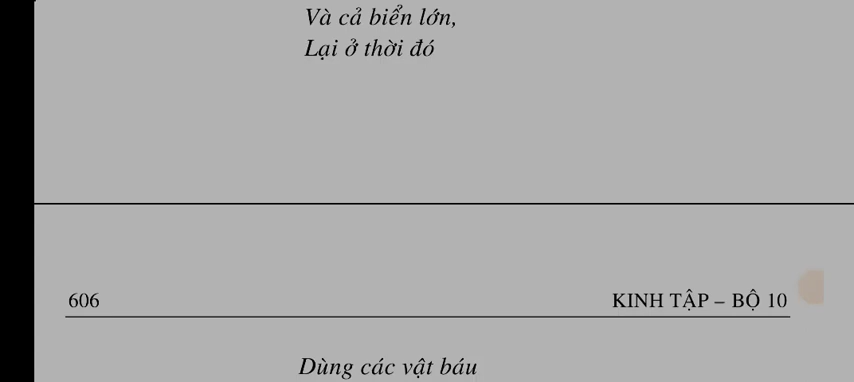 Và cả biển lớn,
Lại ở thời đó
606 KINH TẬP – BỘ 10
Dùng các vật báu